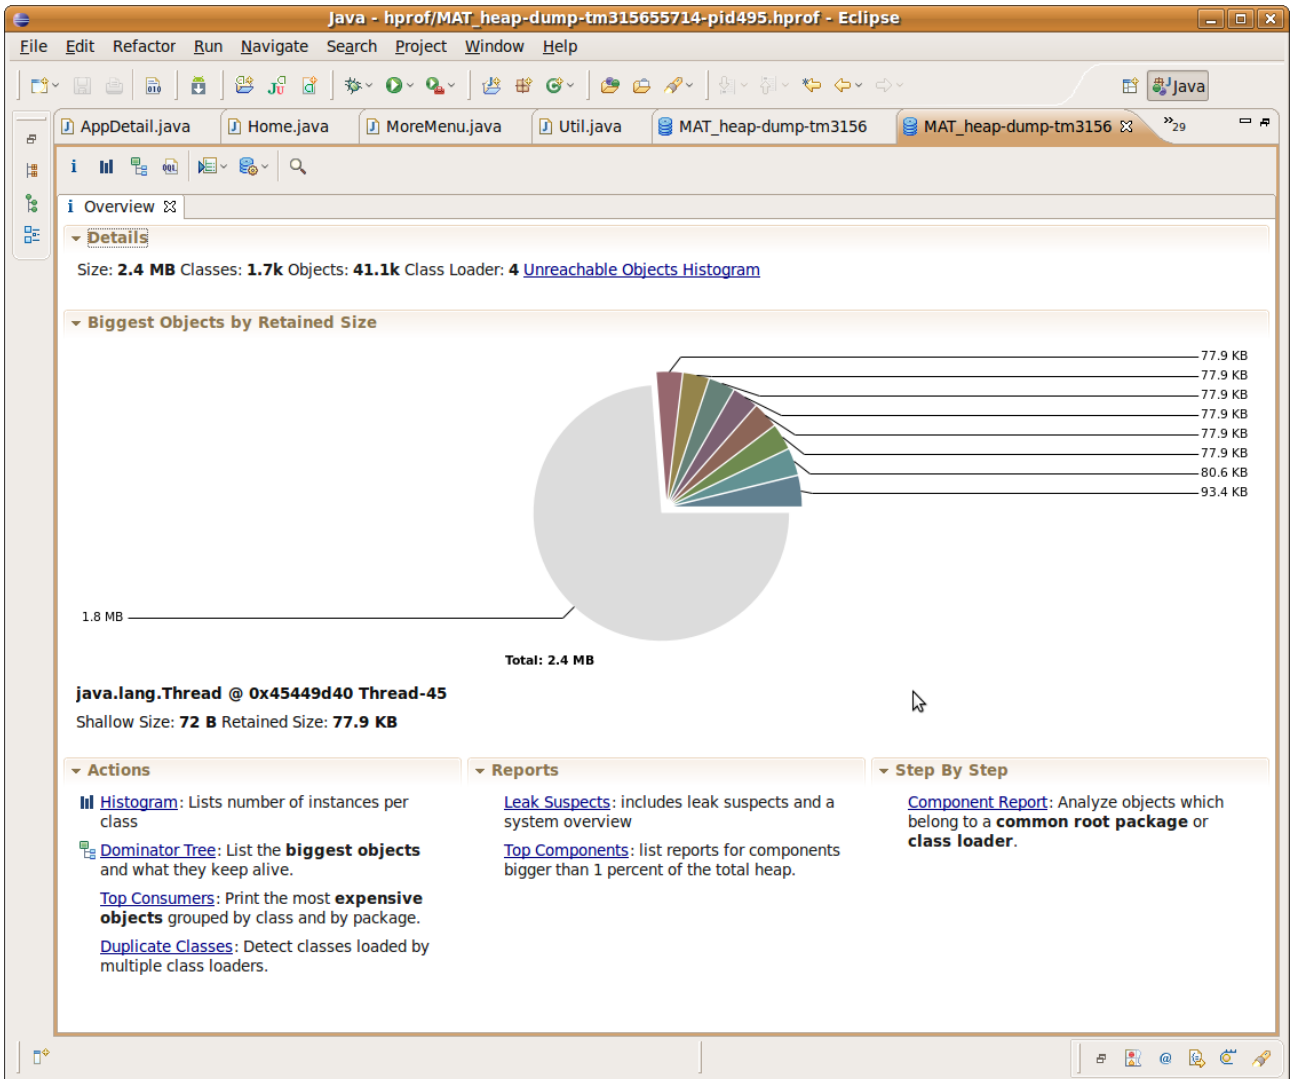 Java - hprof/MAT_heap-dump-tm315655714-pid495.hprof - Eclipse
File Edit Refactor Run Navigate Search Project Window Help
Java
AppDetail.java Home.java MoreMenu.java Util.java MAT_heap-dump-tm3156 MAT_heap-dump-tm3156 »29
Overview
Details
Size: 2.4 MB Classes: 1.7k Objects: 41.1k Class Loader: 4 Unreachable Objects Histogram
Biggest Objects by Retained Size
77.9 KB
77.9 KB
77.9 KB
77.9 KB
77.9 KB
77.9 KB
80.6 KB
93.4 KB
1.8 MB
Total: 2.4 MB
java.lang.Thread @ 0x45449d40 Thread-45
Shallow Size: 72 B Retained Size: 77.9 KB
Actions
Histogram: Lists number of instances per
class
Dominator Tree: List the biggest objects
and what they keep alive.
Top Consumers: Print the most expensive
objects grouped by class and by package.
Duplicate Classes: Detect classes loaded by
multiple class loaders.
Reports
Leak Suspects: includes leak suspects and a
system overview
Top Components: list reports for components
bigger than 1 percent of the total heap.
Step By Step
Component Report: Analyze objects which
belong to a common root package or
class loader.